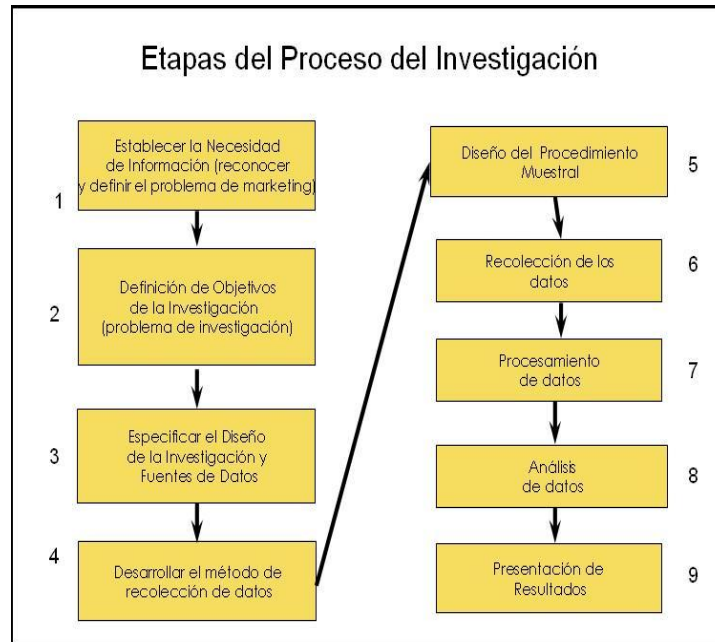 Etapas del Proceso del Investigación
1
Establecer la Necesidad
de Información (reconocer
y definir el problema de marketing)
2
Definición de Objetivos
de la Investigación
(problema de investigación)
3
Especificar el Diseño
de la Investigación y
Fuentes de Datos
4
Desarrollar el método de
recolección de datos
Diseño del Procedimiento
Muestral
5
Recolección de los
datos
6
Procesamiento
de datos
7
Análisis
de datos
8
Presentación de
Resultados
9